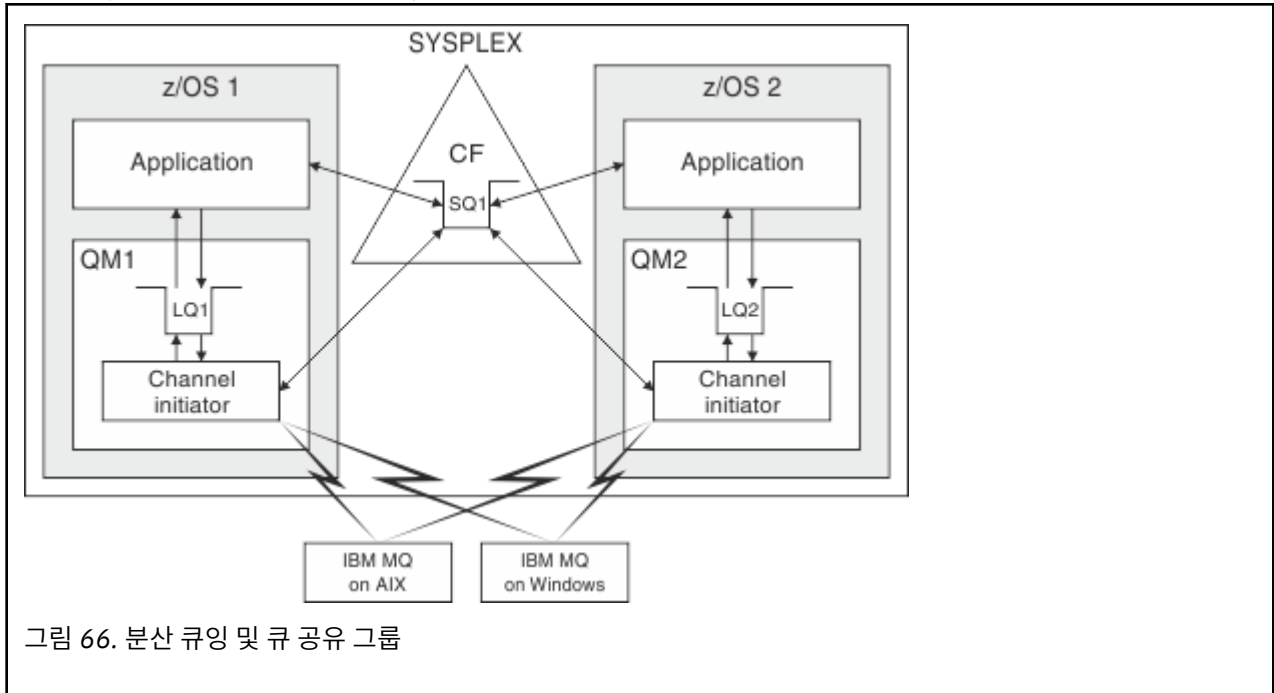 SYSPLEX
z/OS 1
Application
QM1
LQ1
Channel
initiator
CF
SQ1
z/OS 2
Application
QM2
LQ2
Channel
initiator
IBM MQ
on AIX
IBM MQ
on Windows
그림 66. 분산 큐잉 및 큐 공유 그룹